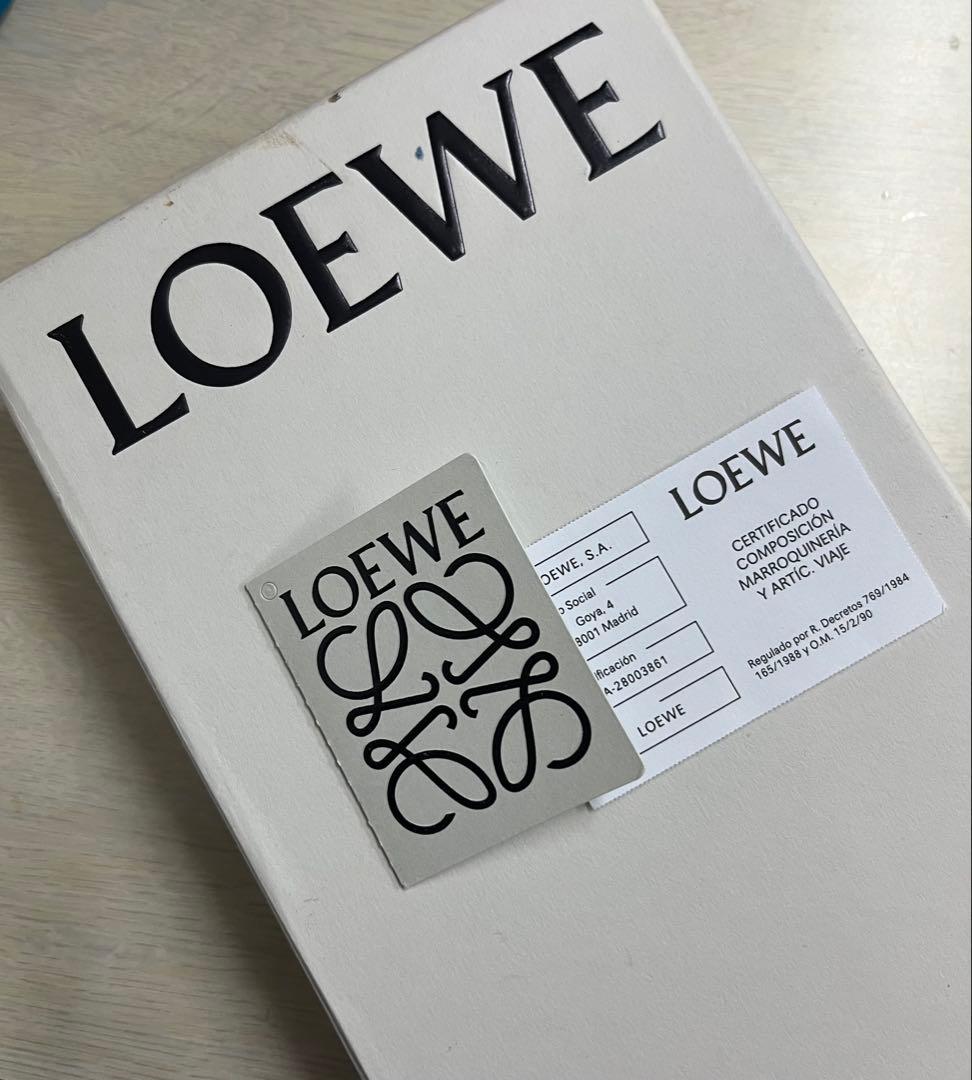 LOEWE
LOEWE
OEWE, S.A.
o Social
Goya, 4
8001 Madrid
ificación
A-28003861
LOEWE
LOEWE
CERTIFICADO
COMPOSICIÓN
MARROQUINERÍA
Y ARTÍC. VIAJE
Regulado por R. Decretos 769/1984
165/1988 y O.M. 15/2/90